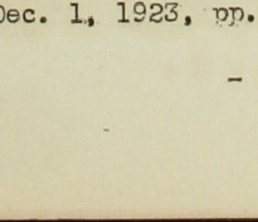 Dec. 1, 1923, pp.
-